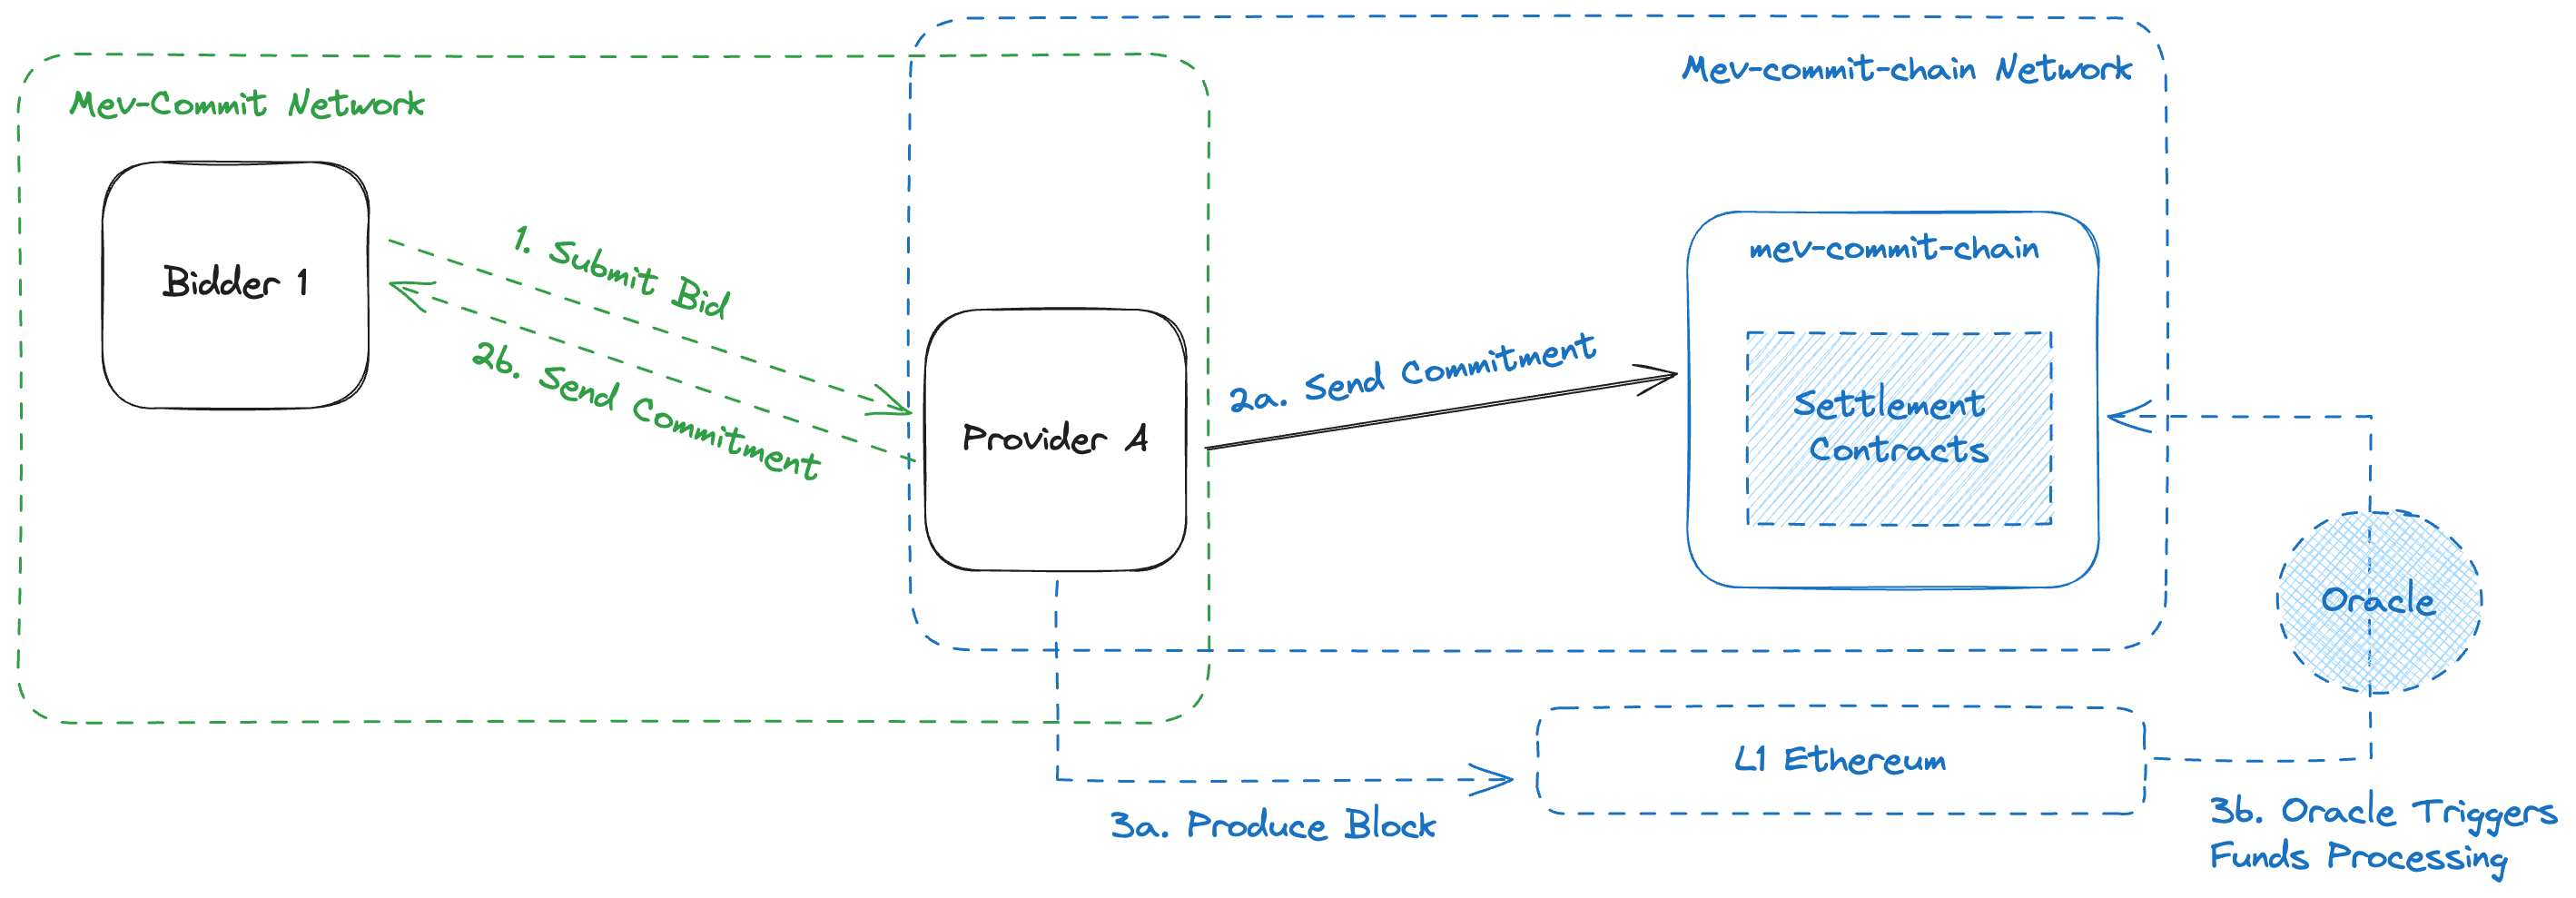 Mev-commit-chain Network
Mev-Commit Network
Bidder 1
1. Submit Bid
2b. Send Commitment
Provider A
2a. Send Commitment
mev-commit-chain
Settlement
Contracts
Oracle
L1 Ethereum
3a. Produce Block
3b. Oracle Triggers
Funds Processing